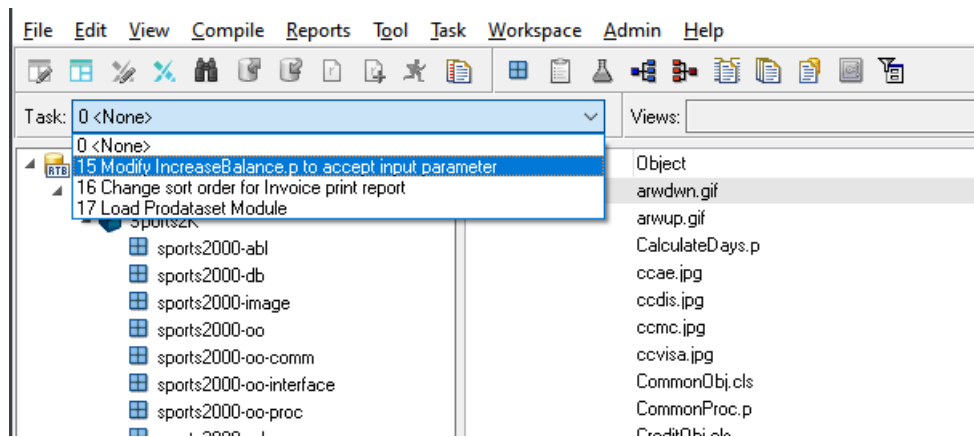 File Edit View Compile Reports Tool Task Workspace Admin Help
Task: 0 <None> Views:
0 <None>
15 Modify IncreaseBalance.p to accept input parameter
16 Change sort order for Invoice print report
17 Load Prodataset Module
RTB
Sports2K
sports2000-abl
sports2000-db
sports2000-image
sports2000-oo
sports2000-oo-comm
sports2000-oo-interface
sports2000-oo-proc
Object
arwdwn.gif
arwup.gif
CalculateDays.p
ccae.jpg
ccdis.jpg
ccmc.jpg
ccvisa.jpg
CommonObj.cls
CommonProc.p
CreditObj.cls